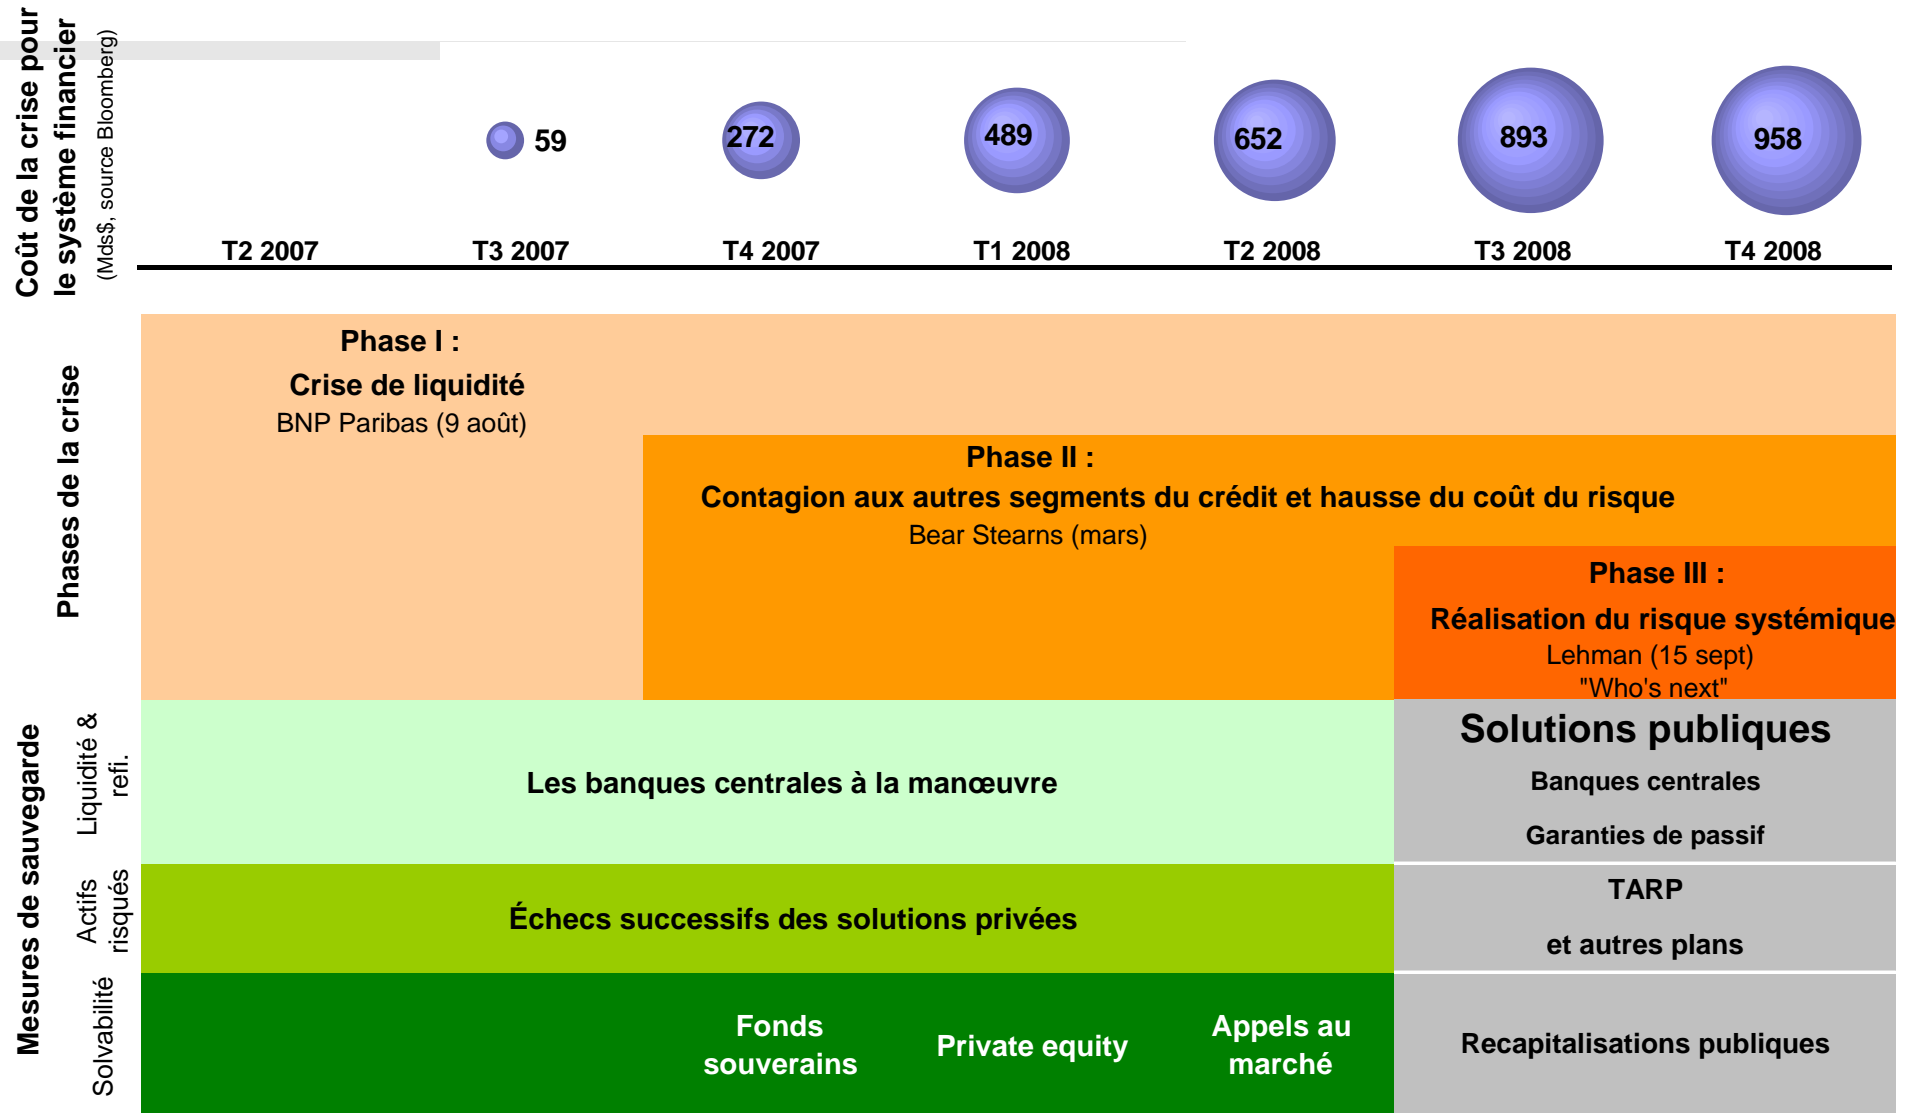 Coût de la crise pour
le système financier
(Mds$, source Bloomberg)
59
272
489
652
893
958
T2 2007
T3 2007
T4 2007
T1 2008
T2 2008
T3 2008
T4 2008
Phases de la crise
Phase I :
Crise de liquidité
BNP Paribas (9 août)
Phase II :
Contagion aux autres segments du crédit et hausse du coût du risque
Bear Stearns (mars)
Phase III :
Réalisation du risque systémique
Lehman (15 sept)
"Who's next"
Mesures de sauvegarde
Liquidité &
refi.
Les banques centrales à la manœuvre
Solutions publiques
Banques centrales
Garanties de passif
Actifs
risqués
Échecs successifs des solutions privées
TARP
et autres plans
Solvabilité
Fonds
souverains
Private equity
Appels au
marché
Recapitalisations publiques